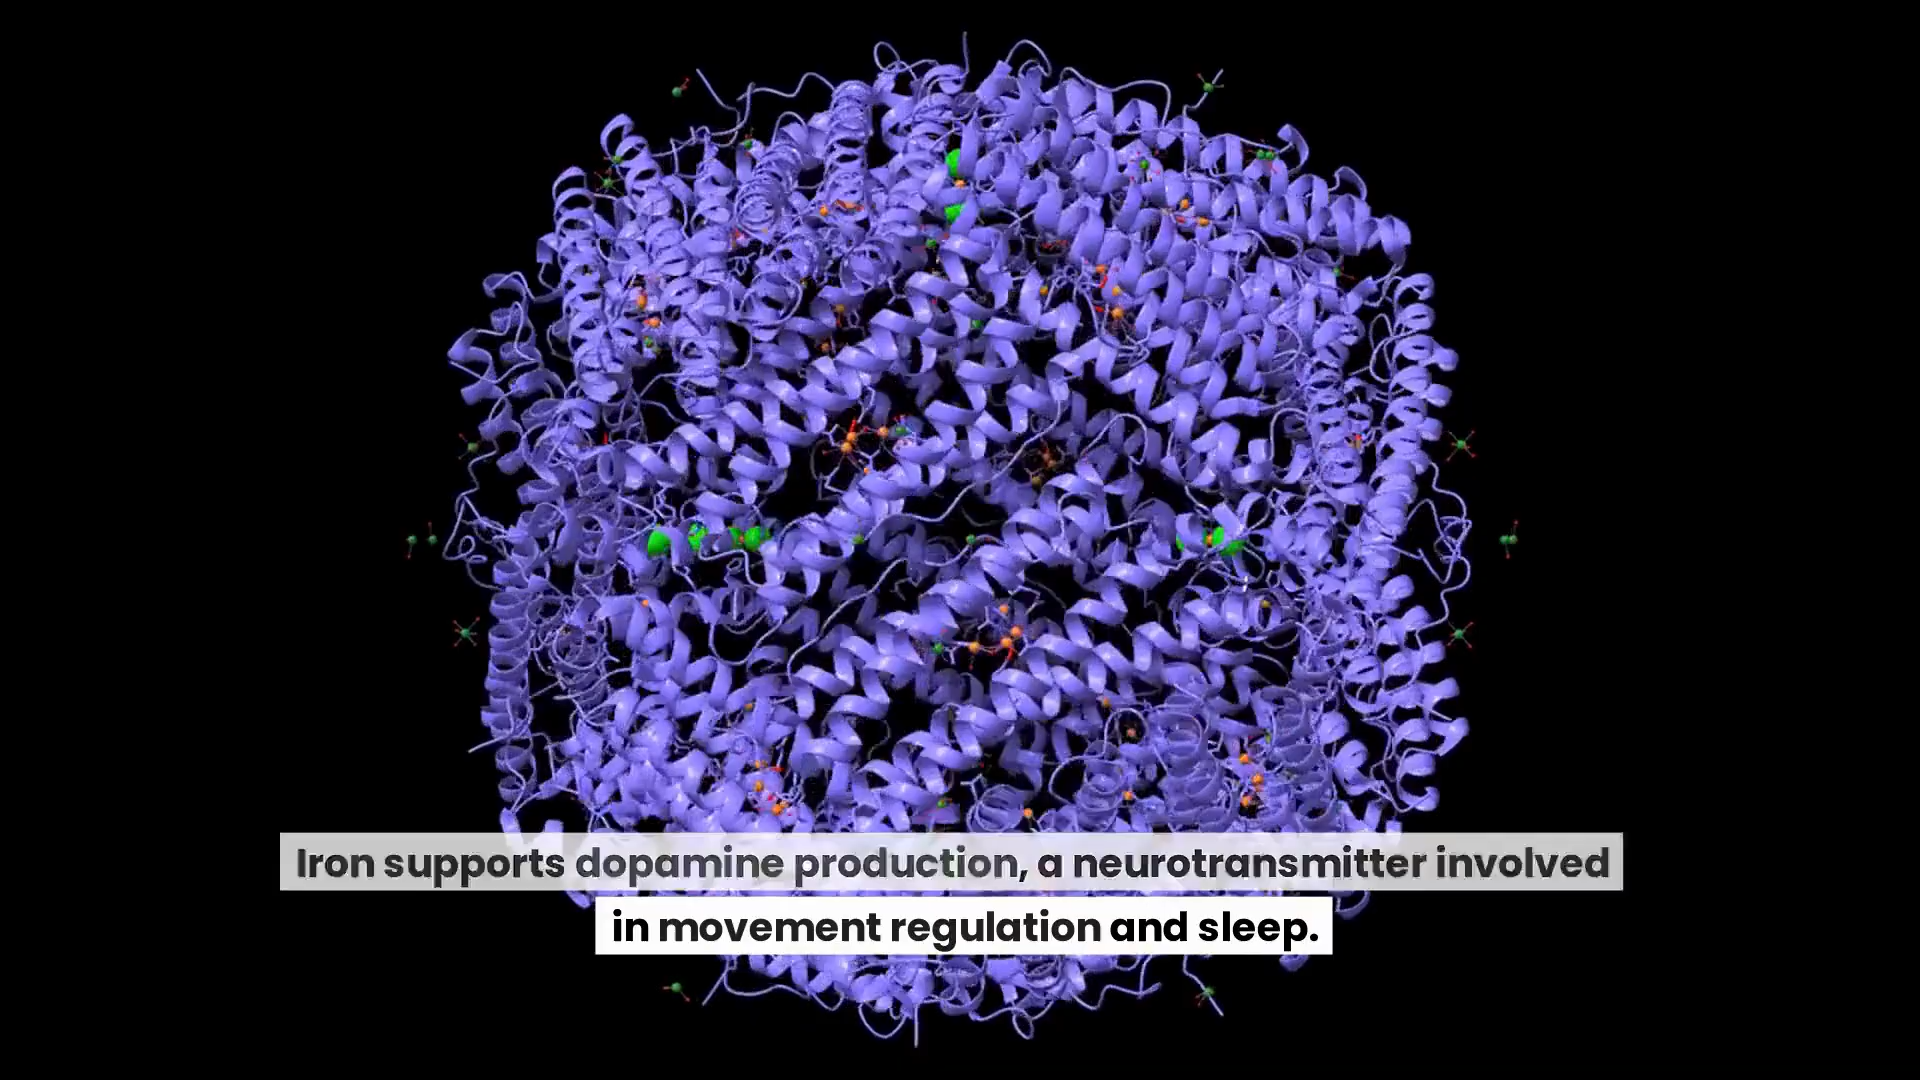 Iron supports dopamine production, a neurotransmitter involved
in movement regulation and sleep.